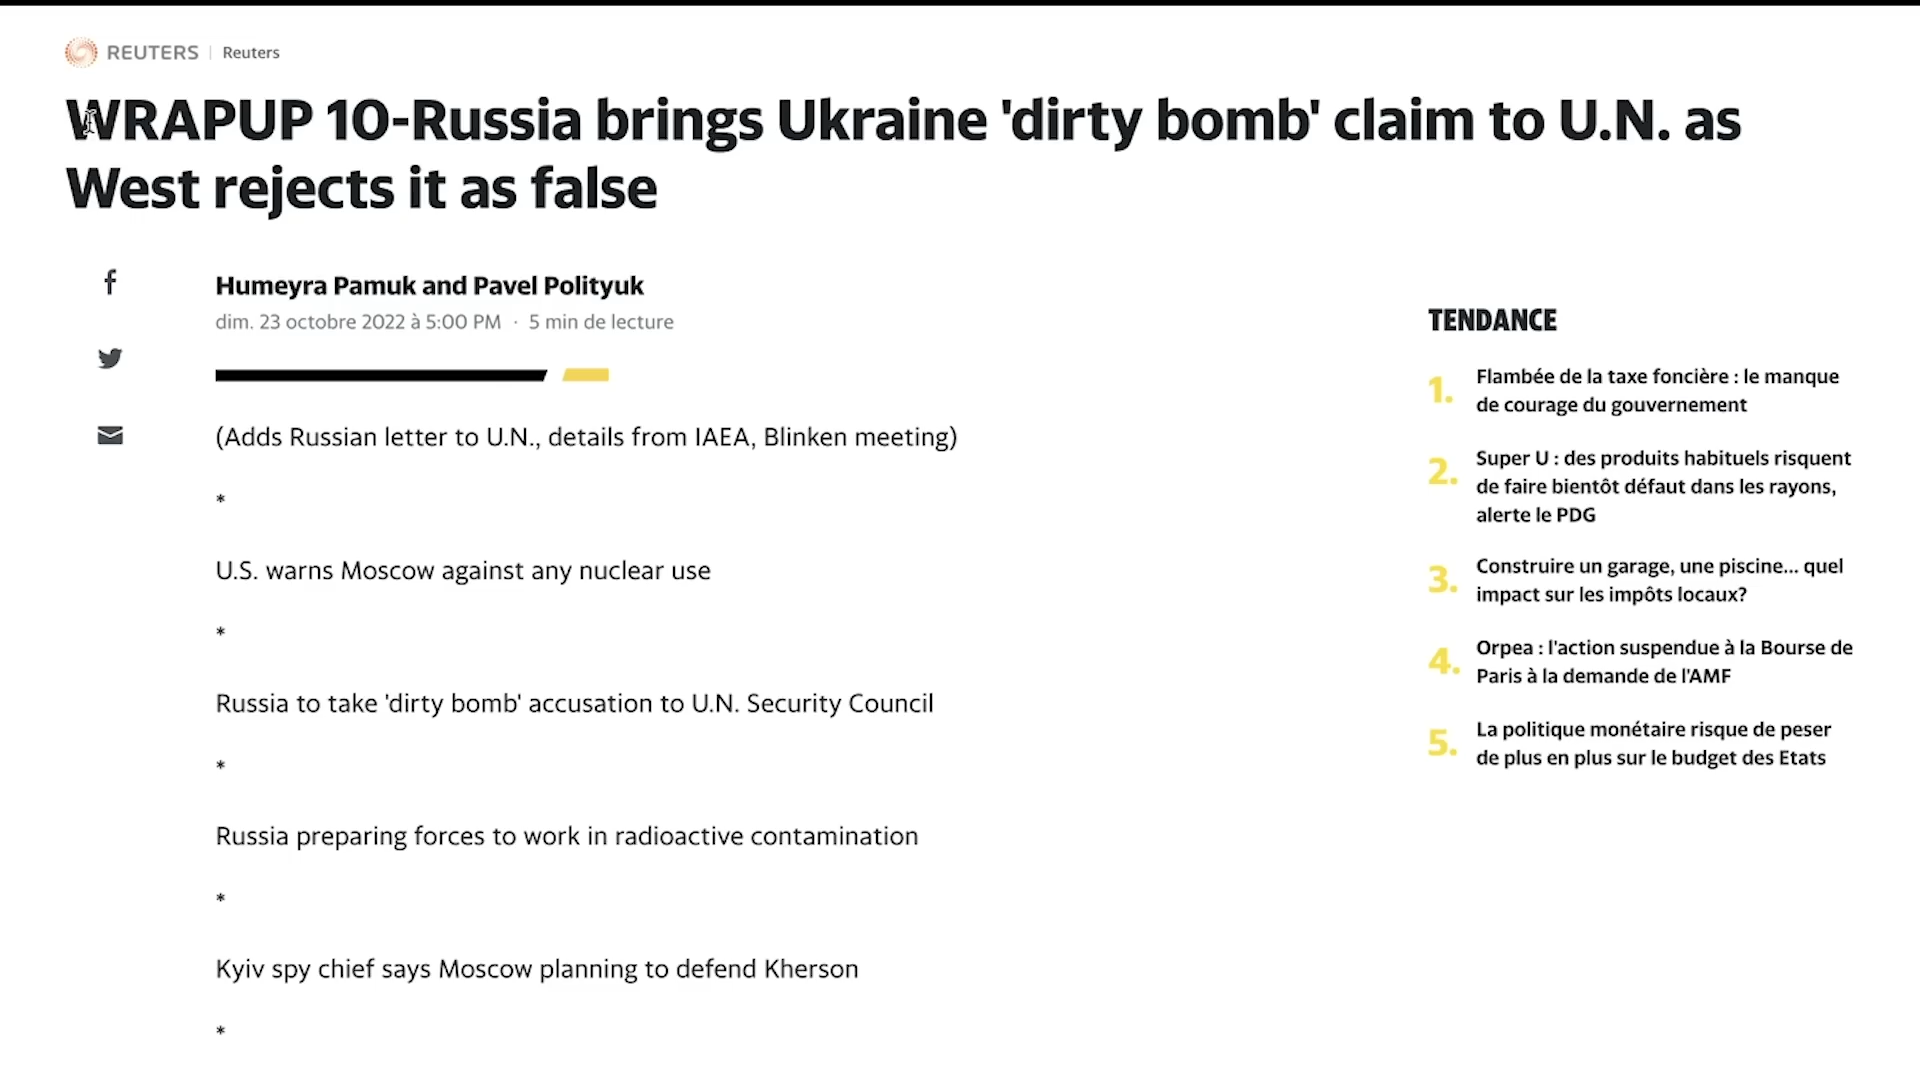 REUTERS | Reuters
WRAPUP 10-Russia brings Ukraine 'dirty bomb' claim to U.N. as
West rejects it as false
Humeyra Pamuk and Pavel Polityuk
dim. 23 octobre 2022 à 5:00 PM · 5 min de lecture
(Adds Russian letter to U.N., details from IAEA, Blinken meeting)
*
U.S. warns Moscow against any nuclear use
*
Russia to take 'dirty bomb' accusation to U.N. Security Council
*
Russia preparing forces to work in radioactive contamination
*
Kyiv spy chief says Moscow planning to defend Kherson
*
TENDANCE
1. Flambée de la taxe foncière : le manque
de courage du gouvernement
2. Super U : des produits habituels risquent
de faire bientôt défaut dans les rayons,
alerte le PDG
3. Construire un garage, une piscine... quel
impact sur les impôts locaux?
4. Orpea : l'action suspendue à la Bourse de
Paris à la demande de l'AMF
5. La politique monétaire risque de peser
de plus en plus sur le budget des Etats